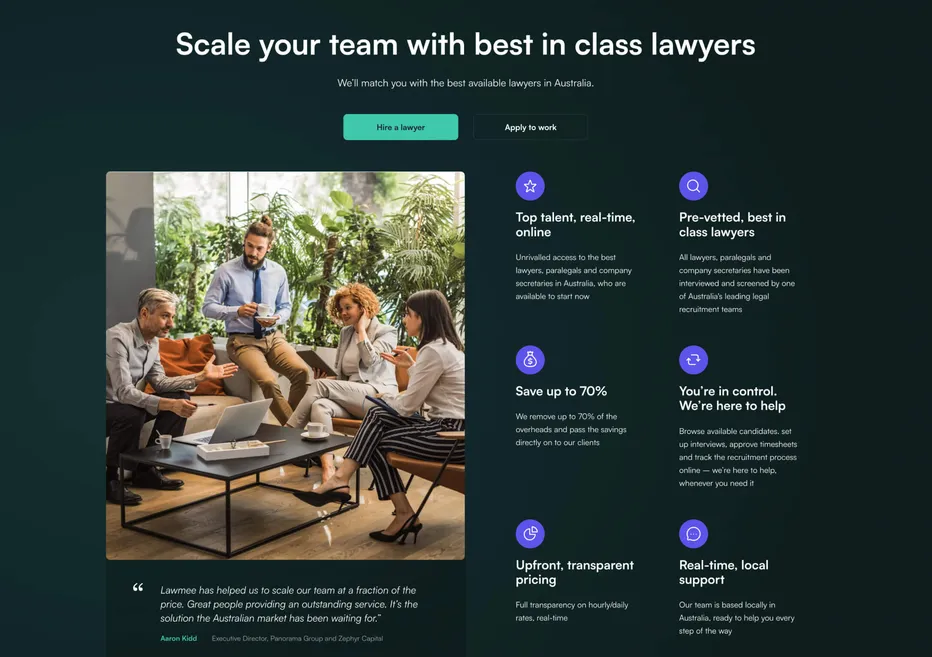 Scale your team with best in class lawyers
We'll match you with the best available lawyers in Australia.
Hire a lawyer
Apply to work
Top talent, real-time,
online
Unrivalled access to the best
lawyers, paralegals and company
secretaries in Australia, who are
available to start now
Pre-vetted, best in
class lawyers
All lawyers, paralegals and
company secretaries have been
interviewed and screened by one
of Australia's leading legal
recruitment teams
Save up to 70%
We remove up to 70% of the
overheads and pass the savings
directly on to our clients
You're in control.
We're here to help
Browse available candidates, set
up interviews, approve timesheets
and track the recruitment process
online — we're here to help,
whenever you need it
Upfront, transparent
pricing
Full transparency on hourly/daily
rates, real-time
Real-time, local
support
Our team is based locally in
Australia, ready to help you every
step of the way
“ Lawmee has helped us to scale our team at a fraction of the
price. Great people providing an outstanding service. It's the
solution the Australian market has been waiting for.”
Aaron Kidd Executive Director, Panorama Group and Zephyr Capital